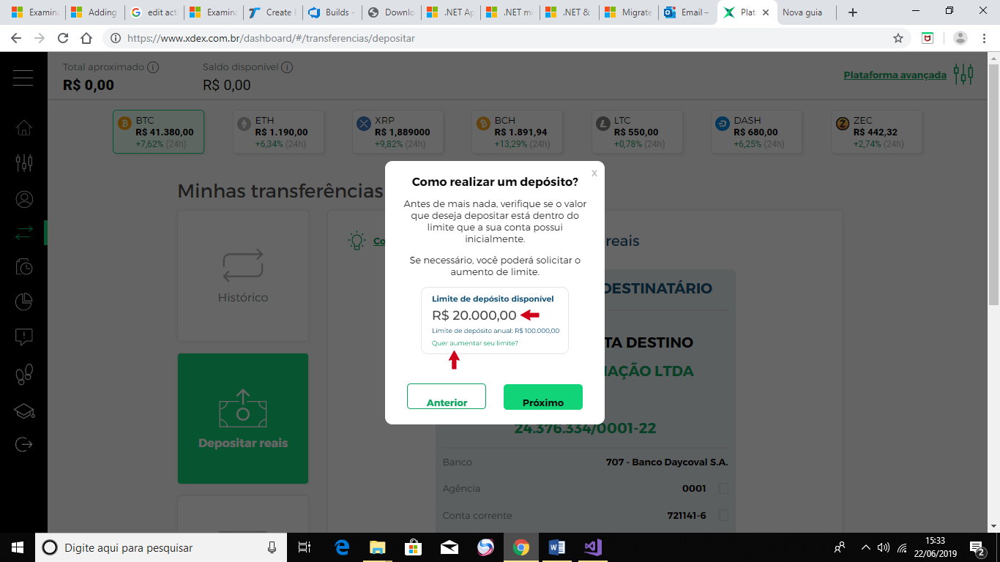 Examina
Adding
edit act
Examina
Create
Builds -
Downlo
.NET Ap
.NET mi
.NET &
Migrate
Email –
Plat
Nova guia
https://www.xdex.com.br/dashboard/#/transferencias/depositar
Total aproximado
R$ 0,00
Saldo disponível
R$ 0,00
Plataforma avançada
BTC
R$ 41.380,00
+7,62% (24h)
ETH
R$ 1.190,00
+6,34% (24h)
XRP
R$ 1,889000
+9,82% (24h)
BCH
R$ 1.891,94
+13,29% (24h)
LTC
R$ 550,00
+0,78% (24h)
DASH
R$ 680,00
+6,25% (24h)
ZEC
R$ 442,32
+2,74% (24h)
Minhas transferências
Histórico
Depositar reais
Co
reais
DESTINATÁRIO
TA DESTINO
IAÇÃO LTDA
24.376.334/0001-22
Banco 707 - Banco Daycoval S.A.
Agência 0001
Conta corrente 721141-6
X
Como realizar um depósito?
Antes de mais nada, verifique se o valor
que deseja depositar está dentro do
limite que a sua conta possui
inicialmente.
Se necessário, você poderá solicitar o
aumento de limite.
Limite de depósito disponível
R$ 20.000,00
Limite de depósito anual: R$ 100.000,00
Quer aumentar seu limite?
Anterior
Próximo
Digite aqui para pesquisar
15:33
22/06/2019
2